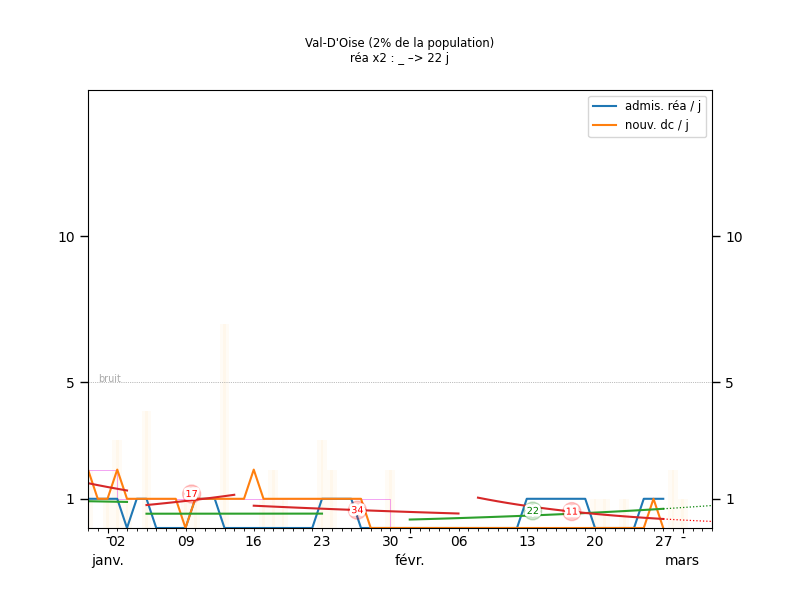 Val-D'Oise (2% de la population)
réa x2 : _ –> 22 j
admis. réa / j
nouv. dc / j
10 10
bruit
5 5
17
1 34 22 11 1
02 09 16 23 30 06 13 20 27
janv. févr. mars